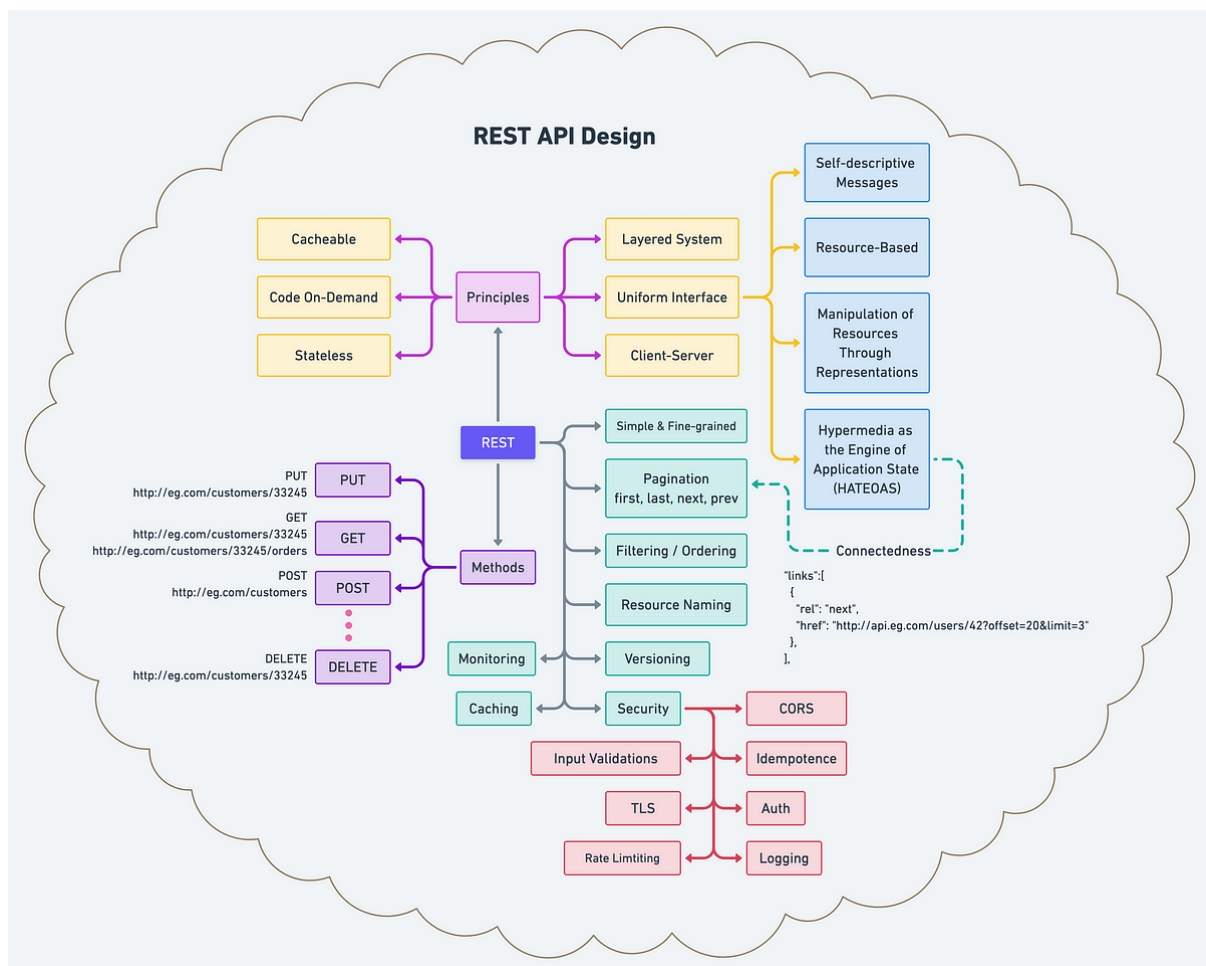 REST API Design
Self-descriptive
Messages
Cacheable
Layered System
Resource-Based
Code On-Demand
Principles
Uniform Interface
Manipulation of
Resources
Through
Representations
Stateless
Client-Server
REST
Simple & Fine-grained
Hypermedia as
the Engine of
Application State
(HATEOAS)
PUT
http://eg.com/customers/33245
PUT
Pagination
first, last, next, prev
GET
http://eg.com/customers/33245
http://eg.com/customers/33245/orders
GET
Filtering / Ordering
Connectedness
Methods
POST
http://eg.com/customers
POST
Resource Naming
"links":[
{
"rel": "next",
"href": "http://api.eg.com/users/42?offset=20&limit=3"
},
],
DELETE
http://eg.com/customers/33245
DELETE
Monitoring
Versioning
Caching
Security
CORS
Input Validations
Idempotence
TLS
Auth
Rate Limtiting
Logging